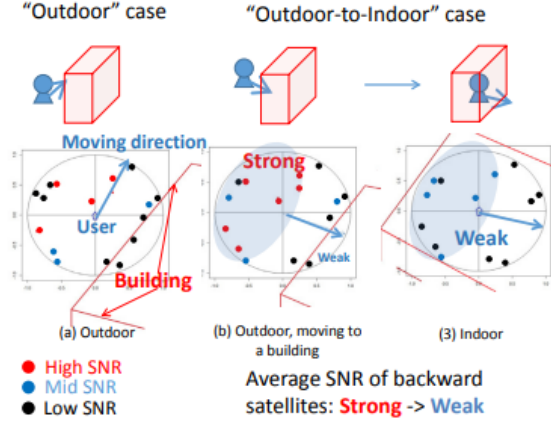 “Outdoor” case
“Outdoor-to-Indoor” case
Moving direction
User
Building
Strong
Weak
Weak
(a) Outdoor
(b) Outdoor, moving to
a building
(3) Indoor
High SNR
Mid SNR
Low SNR
Average SNR of backward
satellites: Strong -> Weak